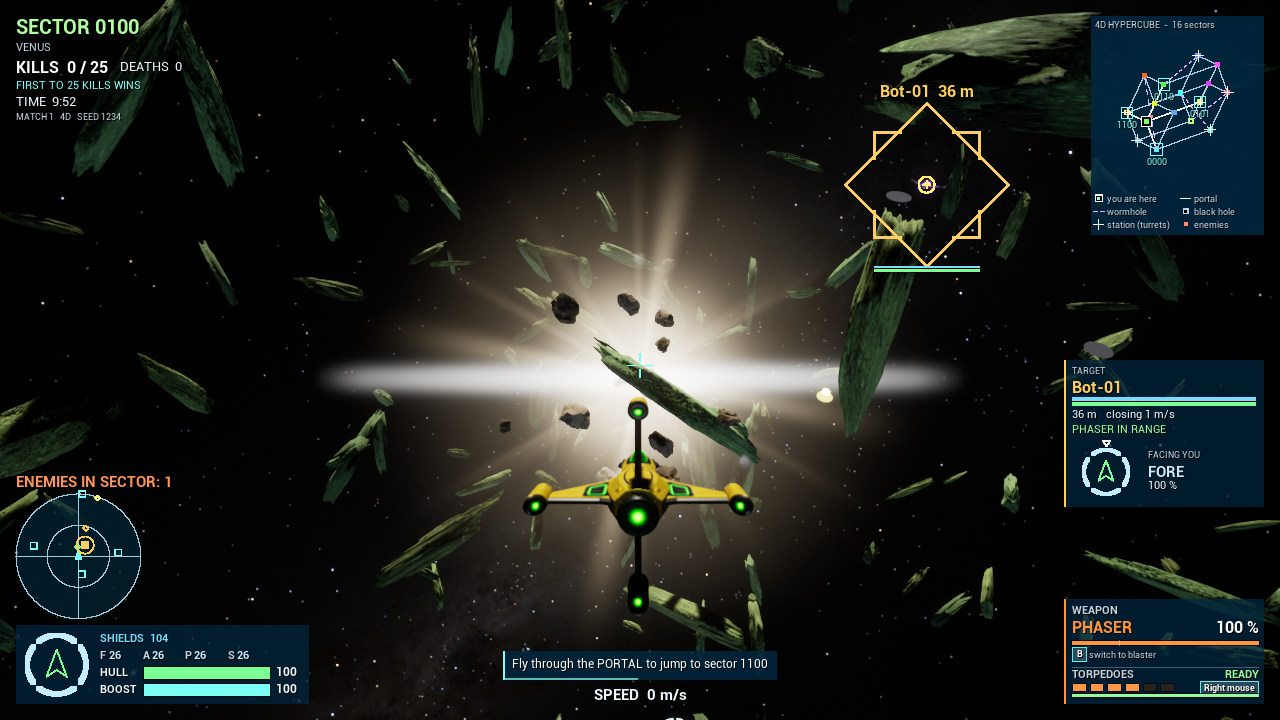 SECTOR 0100
VENUS
KILLS 0 / 25 DEATHS 0
FIRST TO 25 KILLS WINS
TIME 9:52
MATCH 1 4D SEED 1234
Bot-01 36 m
4D HYPERCUBE - 16 sectors
1100
0000
you are here
portal
wormhole
black hole
station (turrets)
enemies
TARGET
Bot-01
36 m closing 1 m/s
PHASER IN RANGE
FACING YOU
FORE
100 %
ENEMIES IN SECTOR: 1
SHIELDS 104
F 26 A 26 P 26 S 26
HULL 100
BOOST 100
Fly through the PORTAL to jump to sector 1100
SPEED 0 m/s
WEAPON
PHASER 100 %
B switch to blaster
TORPEDOES READY
Right mouse